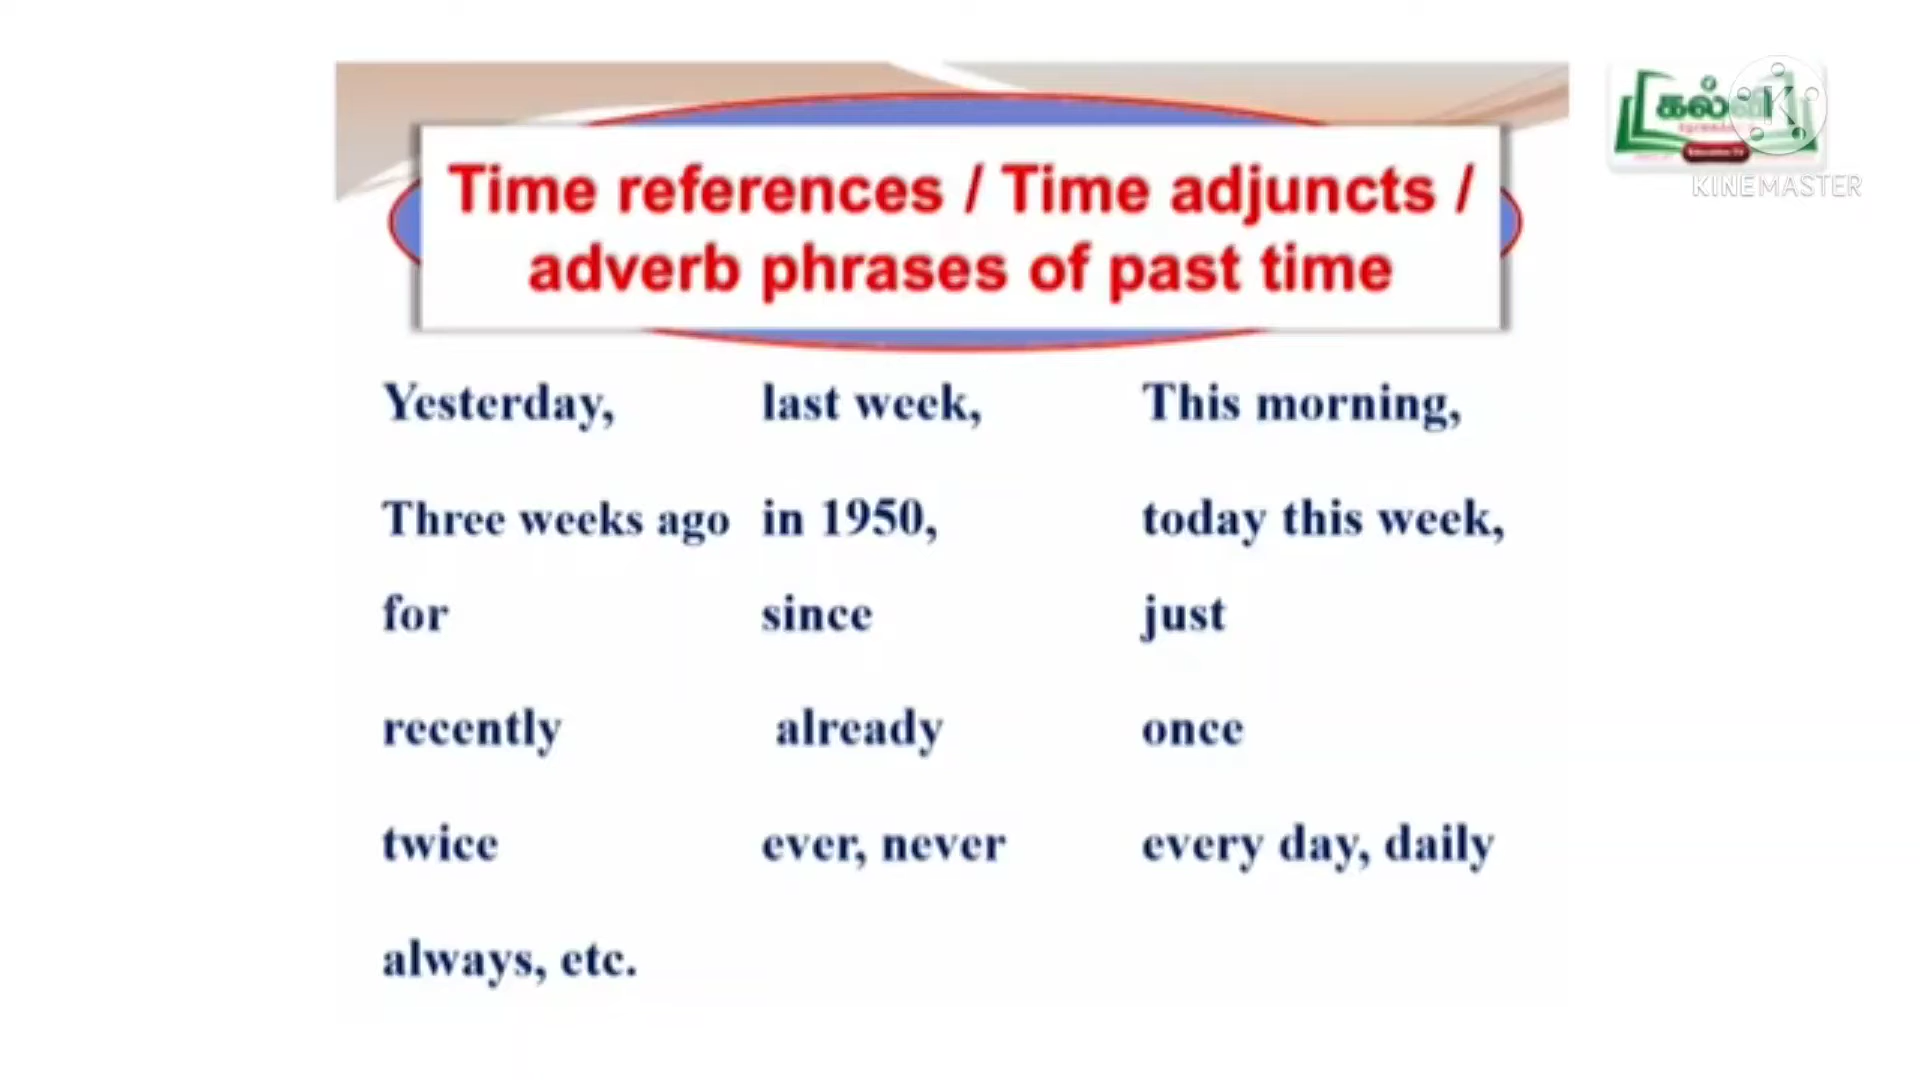 Time references / Time adjuncts /
adverb phrases of past time
கல்வி
KINEMASTER
Yesterday, last week, This morning,
Three weeks ago in 1950, today this week,
for since just
recently already once
twice ever, never every day, daily
always, etc.